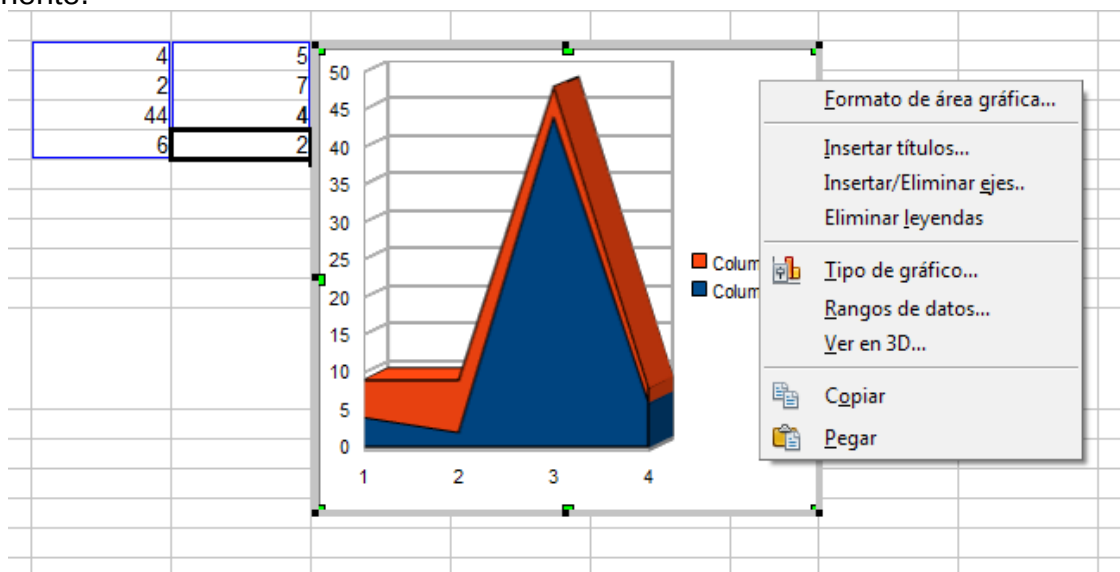 4 5
2 7
44 4
6 2
50
45
40
35
30
25
20
15
10
5
0
1 2 3 4
Colum
Colum
Formato de área gráfica...
Insertar títulos...
Insertar/Eliminar ejes..
Eliminar leyendas
Tipo de gráfico...
Rangos de datos...
Ver en 3D...
Copiar
Pegar